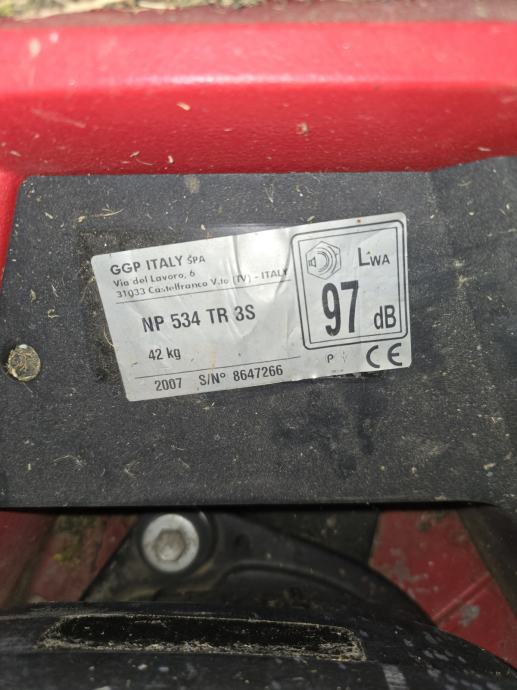 GGP ITALY SPA
Via del Lavoro, 6
31033 Castelfranco V.to (TV) - ITALY
NP 534 TR 3S
42 kg
2007 S/N° 8647266
LWA
97 dB
P
CE